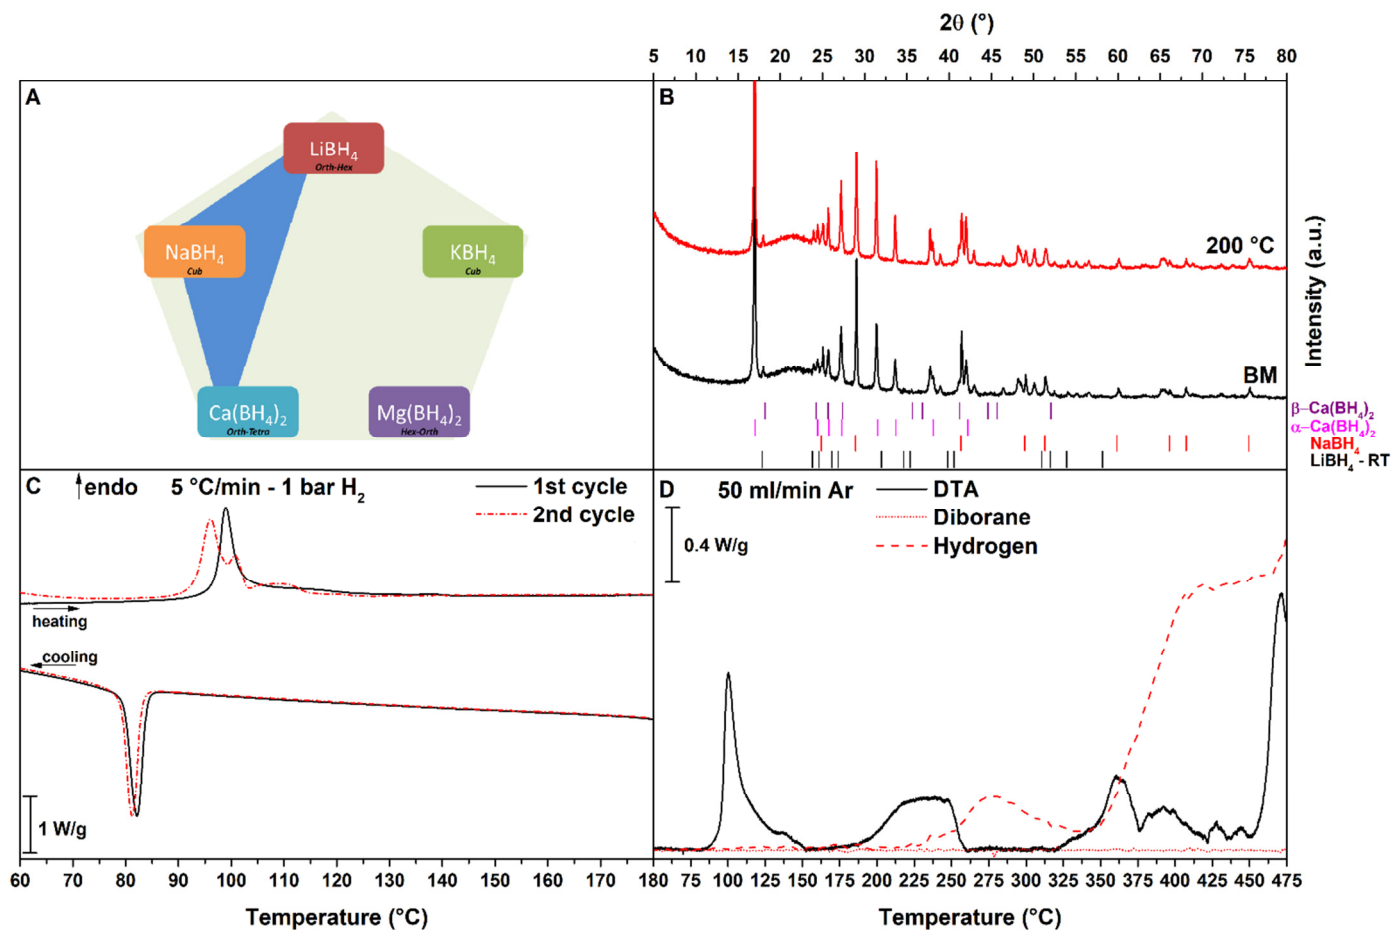 2θ (°)
5 10 15 20 25 30 35 40 45 50 55 60 65 70 75 80
A
LiBH4
Orth-Hex
NaBH4
Cub
KBH4
Cub
Ca(BH4)2
Orth-Tetra
Mg(BH4)2
Hex-Orth
B
200 °C
BM
Intensity (a.u.)
β–Ca(BH4)2
α–Ca(BH4)2
NaBH4
LiBH4 - RT
C
endo
5 °C/min - 1 bar H2
1st cycle
2nd cycle
heating
cooling
1 W/g
60 70 80 90 100 110 120 130 140 150 160 170 180
Temperature (°C)
D
50 ml/min Ar
DTA
Diborane
Hydrogen
0.4 W/g
75 100 125 150 175 200 225 250 275 300 325 350 375 400 425 450 475
Temperature (°C)